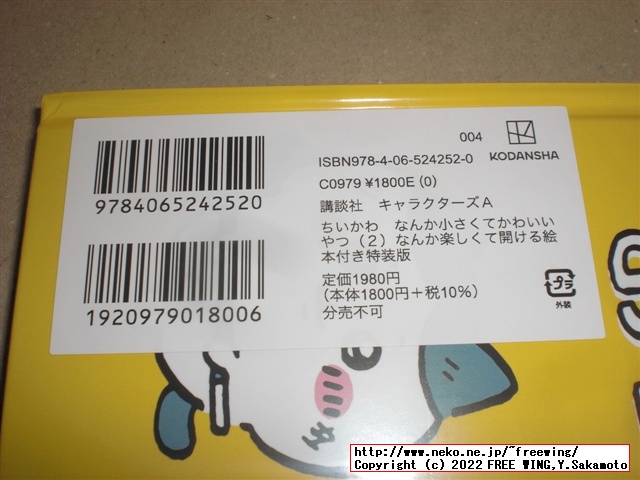 9784065242520
1920979018006
004
KODANSHA
ISBN978-4-06-524252-0
C0979 ¥1800E (0)
講談社 キャラクターズA
ちいかわ なんか小さくてかわいい
やつ（2）なんか楽しくて開ける絵
本付き特装版
定価1980円
（本体1800円＋税10%）
分売不可
プラ
外装
http://www.neko.ne.jp/~freewing/
Copyright (c) 2022 FREE WING,Y.Sakamoto